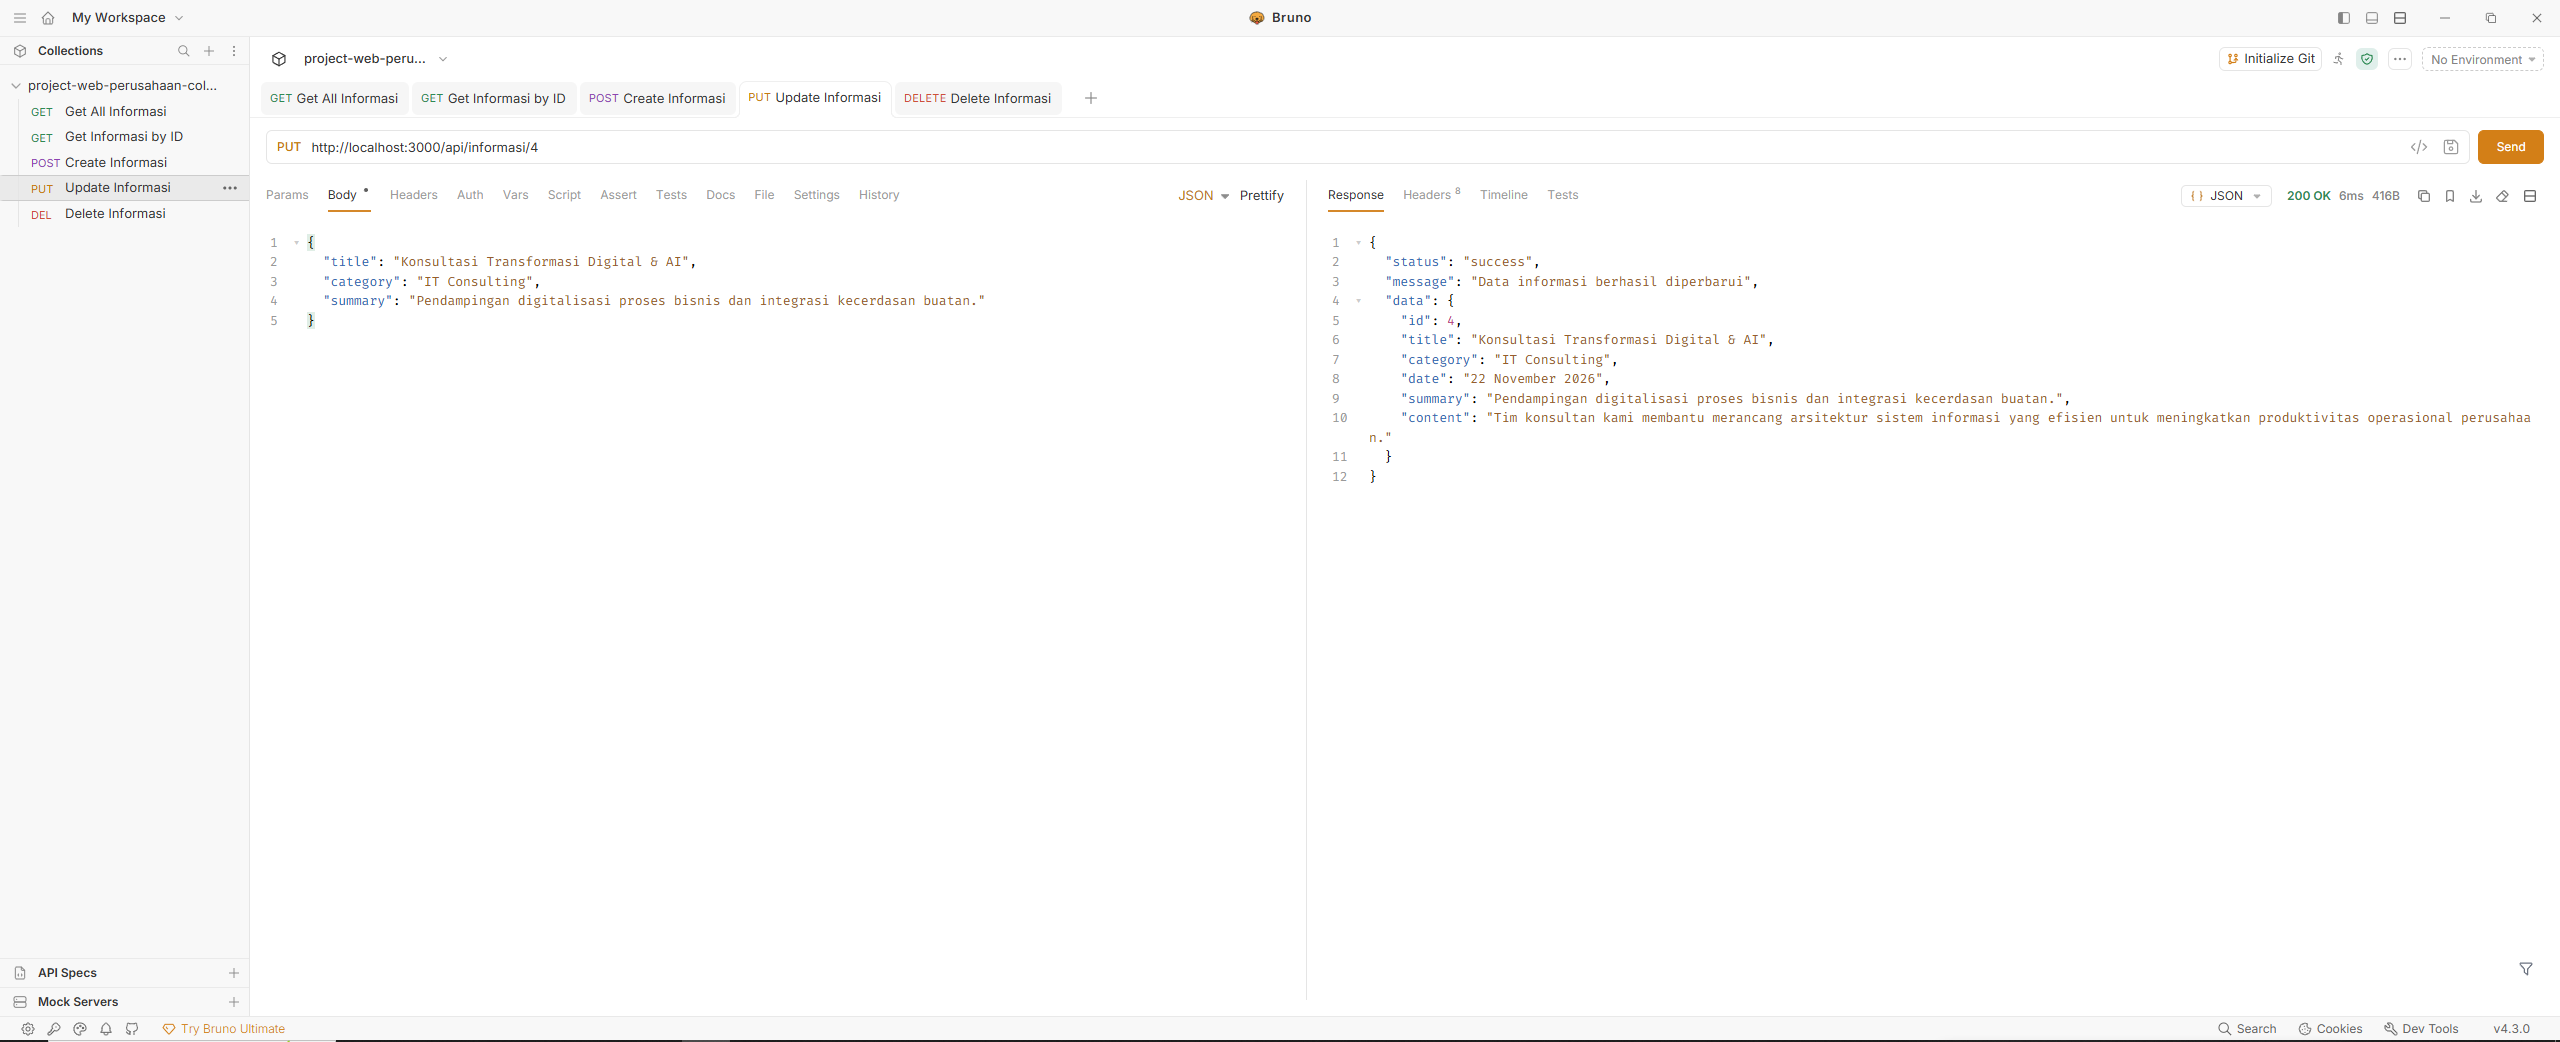 My Workspace
Bruno
Collections
project-web-perusahaan-col...
GET Get All Informasi
GET Get Informasi by ID
POST Create Informasi
PUT Update Informasi
DEL Delete Informasi
API Specs
Mock Servers
project-web-peru...
Initialize Git
No Environment
GET Get All Informasi
GET Get Informasi by ID
POST Create Informasi
PUT Update Informasi
DELETE Delete Informasi
PUT http://localhost:3000/api/informasi/4
Send
Params Body Headers Auth Vars Script Assert Tests Docs File Settings History
JSON Prettify
1 {
2 "title": "Konsultasi Transformasi Digital & AI",
3 "category": "IT Consulting",
4 "summary": "Pendampingan digitalisasi proses bisnis dan integrasi kecerdasan buatan."
5 }
Response Headers 8 Timeline Tests
{ } JSON
200 OK 6ms 416B
1 {
2 "status": "success",
3 "message": "Data informasi berhasil diperbarui",
4 "data": {
5 "id": 4,
6 "title": "Konsultasi Transformasi Digital & AI",
7 "category": "IT Consulting",
8 "date": "22 November 2026",
9 "summary": "Pendampingan digitalisasi proses bisnis dan integrasi kecerdasan buatan.",
10 "content": "Tim konsultan kami membantu merancang arsitektur sistem informasi yang efisien untuk meningkatkan produktivitas operasional perusahaa
n."
11 }
12 }
Try Bruno Ultimate
Search
Cookies
Dev Tools
v4.3.0